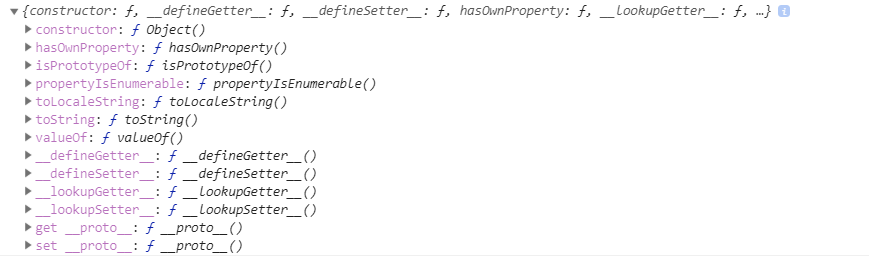 {constructor: ƒ, __defineGetter__: ƒ, __defineSetter__: ƒ, hasOwnProperty: ƒ, __lookupGetter__: ƒ, …} i
constructor: ƒ Object()
hasOwnProperty: ƒ hasOwnProperty()
isPrototypeOf: ƒ isPrototypeOf()
propertyIsEnumerable: ƒ propertyIsEnumerable()
toLocaleString: ƒ toLocaleString()
toString: ƒ toString()
valueOf: ƒ valueOf()
__defineGetter__: ƒ __defineGetter__()
__defineSetter__: ƒ __defineSetter__()
__lookupGetter__: ƒ __lookupGetter__()
__lookupSetter__: ƒ __lookupSetter__()
get __proto__: ƒ __proto__()
set __proto__: ƒ __proto__()